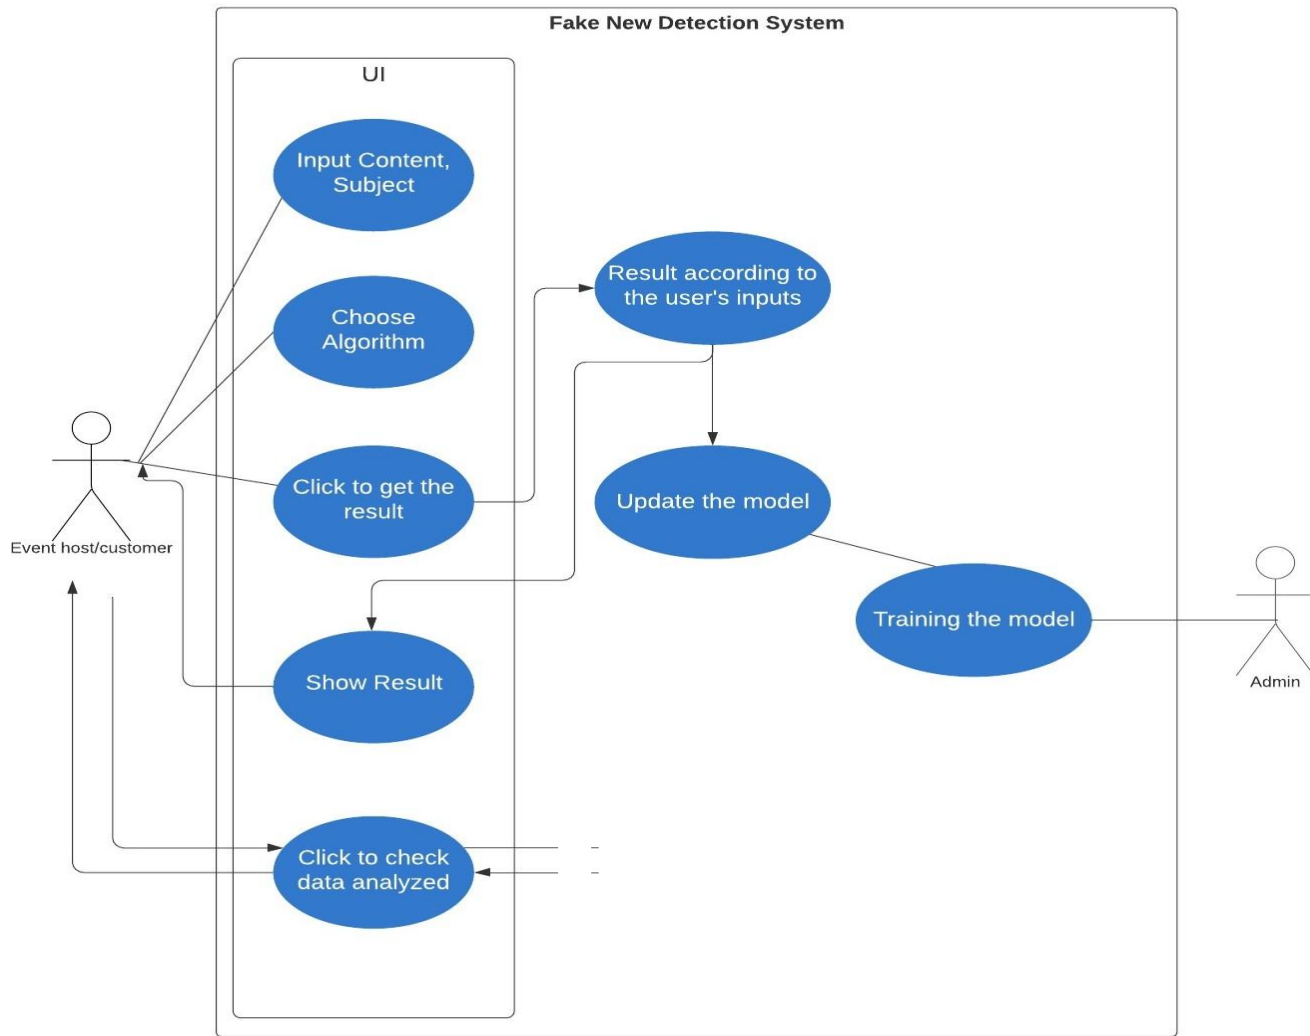 Fake New Detection System
UI
Input Content,
Subject
Choose
Algorithm
Click to get the
result
Show Result
Click to check
data analyzed
Result according to
the user's inputs
Update the model
Training the model
Event host/customer
Admin